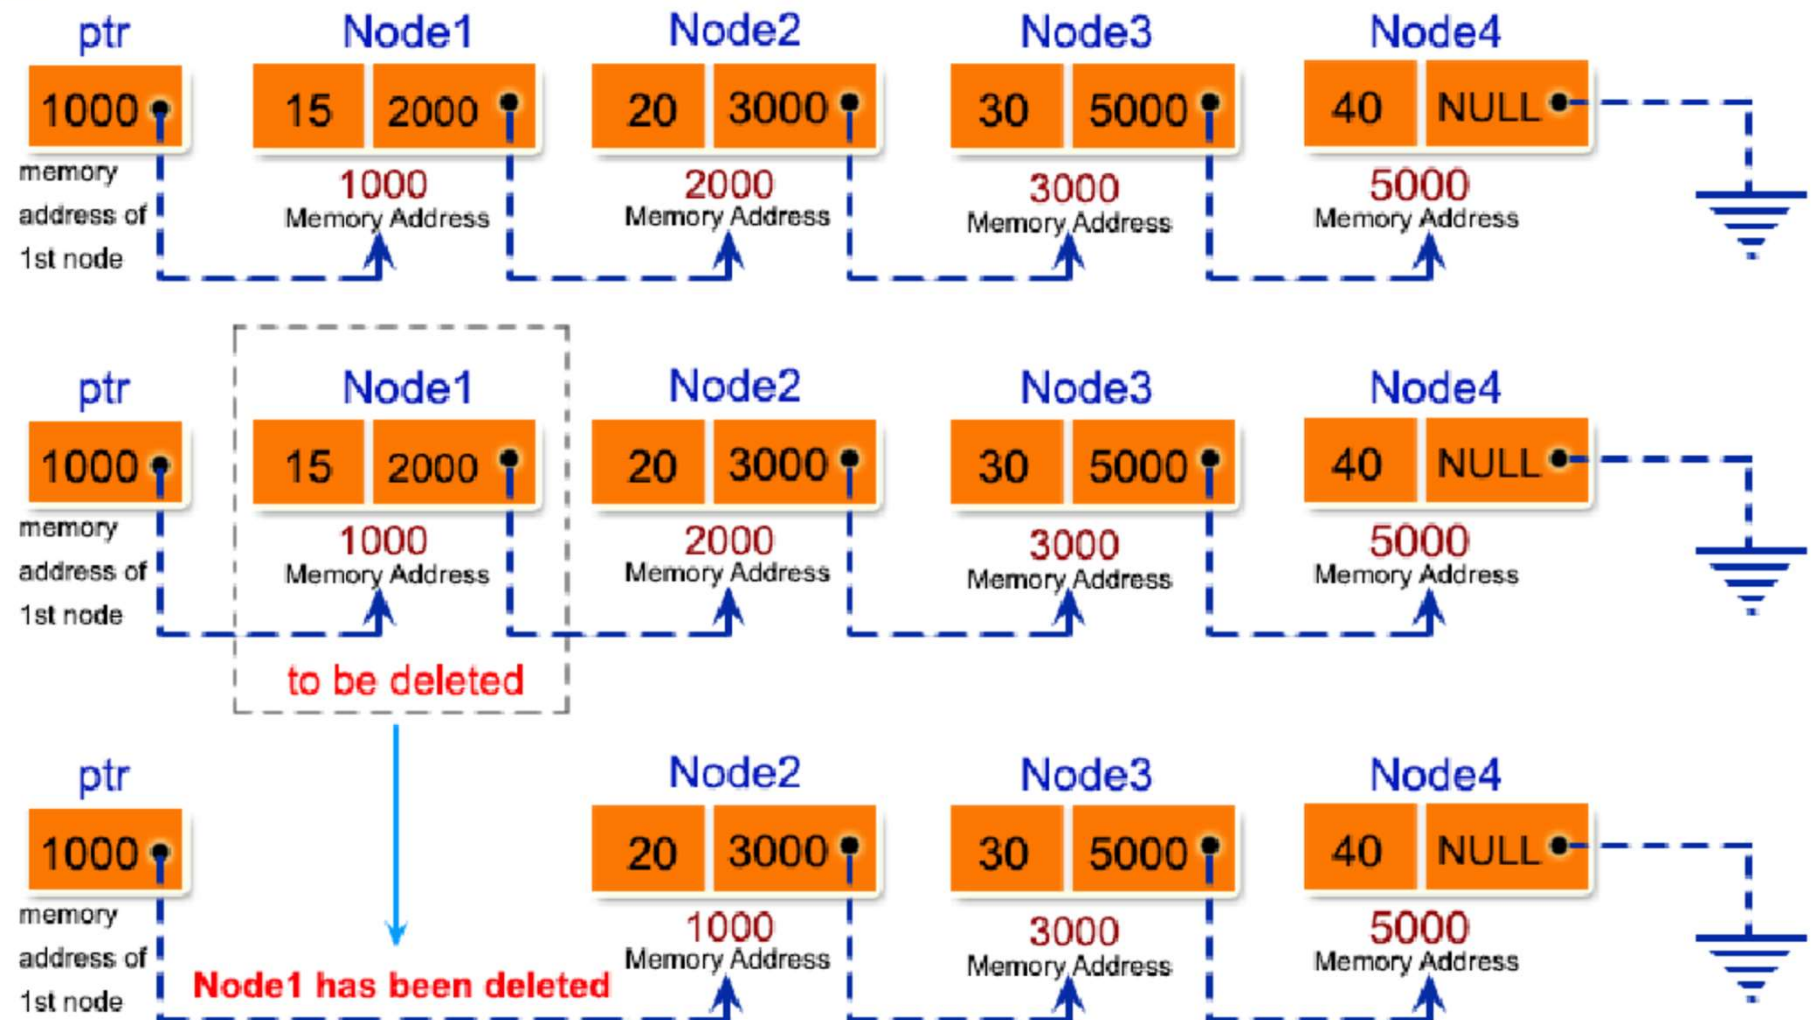 ptr Node1 Node2 Node3 Node4
1000 15 2000 20 3000 30 5000 40 NULL
memory
address of
1st node
1000 2000 3000 5000
Memory Address Memory Address Memory Address Memory Address
ptr Node1 Node2 Node3 Node4
1000 15 2000 20 3000 30 5000 40 NULL
memory
address of
1st node
1000 2000 3000 5000
Memory Address Memory Address Memory Address Memory Address
to be deleted
ptr Node2 Node3 Node4
1000 20 3000 30 5000 40 NULL
memory
address of
1st node
1000 3000 5000
Memory Address Memory Address Memory Address
Node1 has been deleted